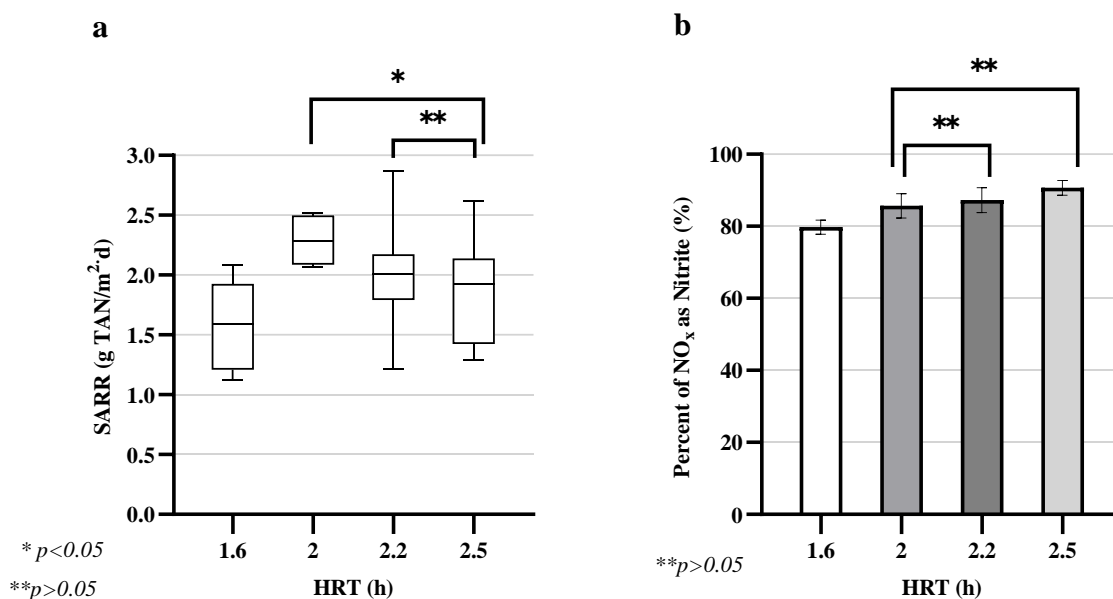 a
*
**
SARR (g TAN/m²·d)
3.0
2.5
2.0
1.5
1.0
0.5
0.0
1.6 2 2.2 2.5
HRT (h)
* p<0.05
**p>0.05
b
**
**
Percent of NOₓ as Nitrite (%)
100
80
60
40
20
0
1.6 2 2.2 2.5
HRT (h)
**p>0.05